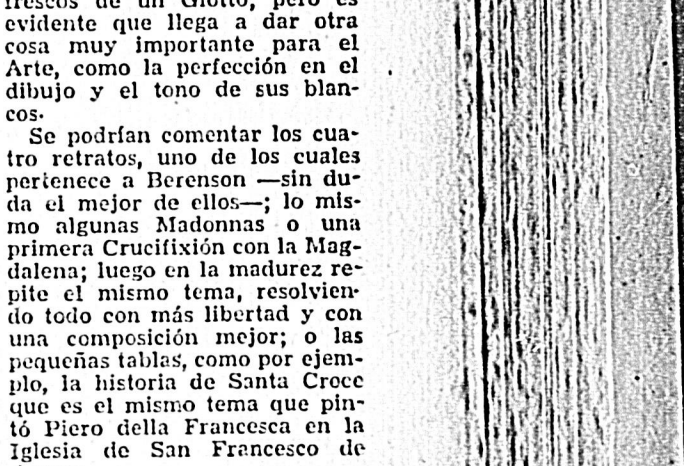 frescos de un Giotto, pero es
evidente que llega a dar otra
cosa muy importante para el
Arte, como la perfección en el
dibujo y el tono de sus blan-
cos.
Se podrían comentar los cua-
tro retratos, uno de los cuales
pertenece a Berenson —sin du-
da el mejor de ellos—; lo mis-
mo algunas Madonnas o una
primera Crucifixión con la Mag-
dalena; luego en la madurez re-
pite el mismo tema, resolvien-
do todo con más libertad y con
una composición mejor; o las
pequeñas tablas, como por ejem-
plo, la historia de Santa Croce
que es el mismo tema que pin-
tó Piero della Francesca en la
Iglesia de San Francesco de